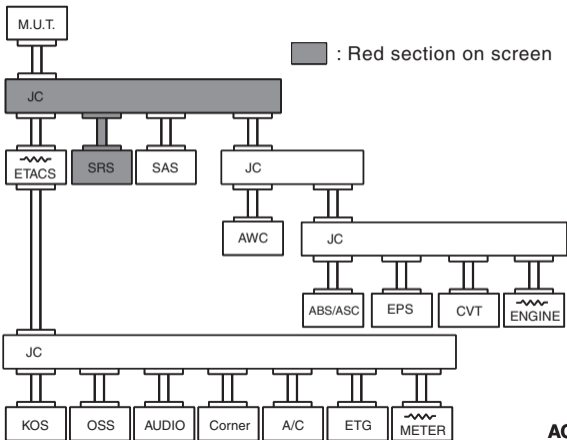 M.U.T.
: Red section on screen
JC
ETACS
SRS
SAS
JC
AWC
JC
ABS/ASC
EPS
CVT
ENGINE
JC
KOS
OSS
AUDIO
Corner
A/C
ETG
METER